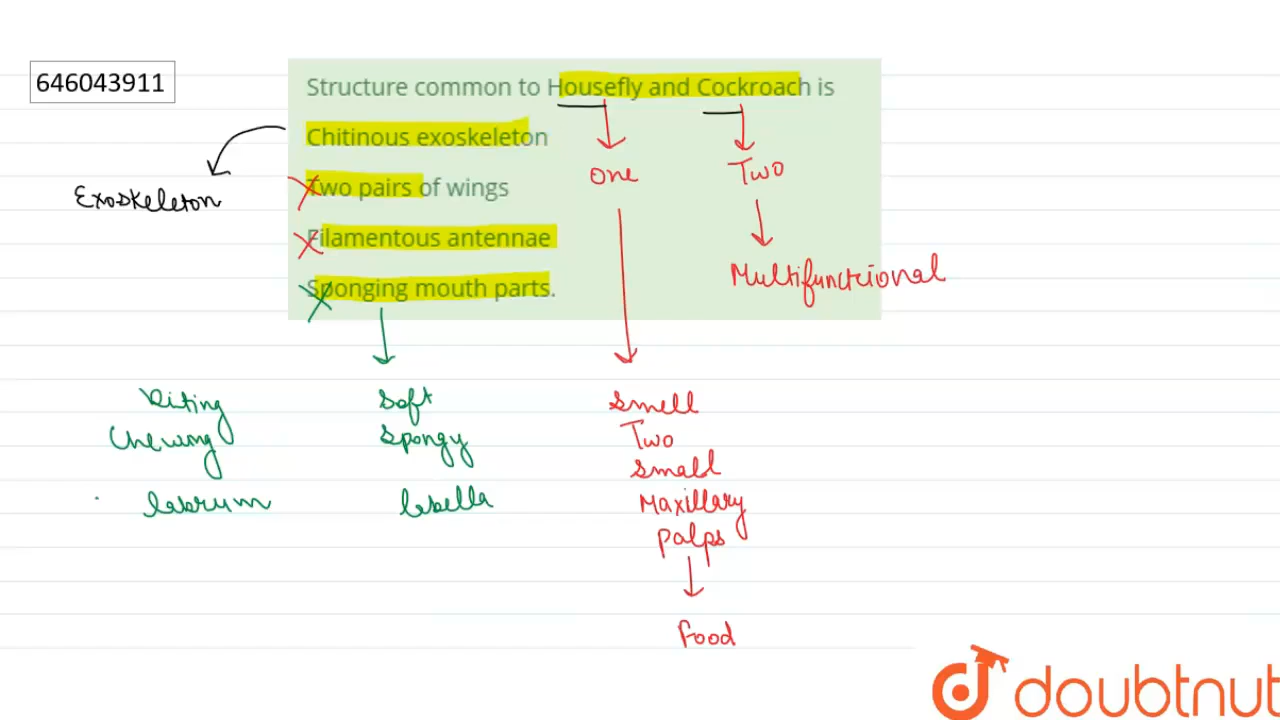 646043911
Structure common to Housefly and Cockroach is
Chitinous exoskeleton
Two pairs of wings
Filamentous antennae
Sponging mouth parts.
Exoskeleton
One
Two
Multifunctional
Biting
Chewing
labrum
Soft
Spongy
labella
Smell
Two
Small
Maxillary
Palps
Food
doubtnut